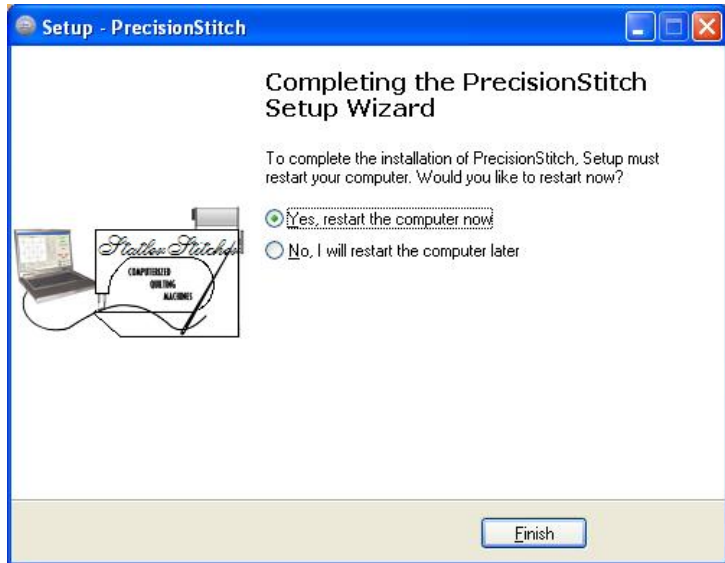 Setup - PrecisionStitch
Completing the PrecisionStitch
Setup Wizard
To complete the installation of PrecisionStitch, Setup must
restart your computer. Would you like to restart now?
Yes, restart the computer now
No, I will restart the computer later
Statler Stitcher
COMPUTERIZED
QUILTING
MACHINES
Finish